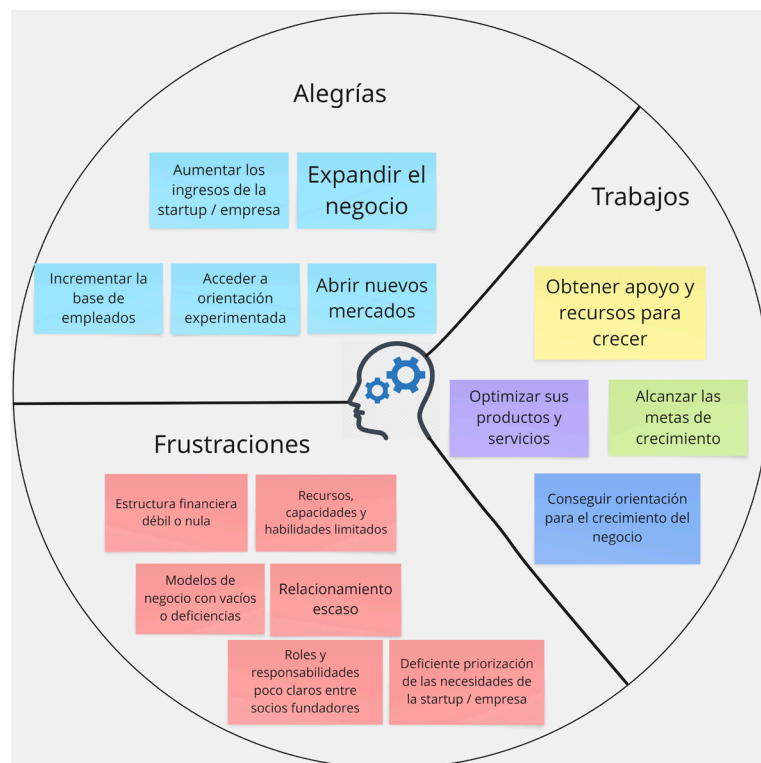 Alegrías
Aumentar los
ingresos de la
startup / empresa
Expandir el
negocio
Incrementar la
base de
empleados
Acceder a
orientación
experimentada
Abrir nuevos
mercados
Trabajos
Obtener apoyo y
recursos para
crecer
Optimizar sus
productos y
servicios
Alcanzar las
metas de
crecimiento
Conseguir orientación
para el crecimiento del
negocio
Frustraciones
Estructura financiera
débil o nula
Recursos,
capacidades y
habilidades limitados
Modelos de
negocio con vacíos
o deficiencias
Relacionamiento
escaso
Roles y
responsabilidades
poco claros entre
socios fundadores
Deficiente priorización
de las necesidades de
la startup / empresa